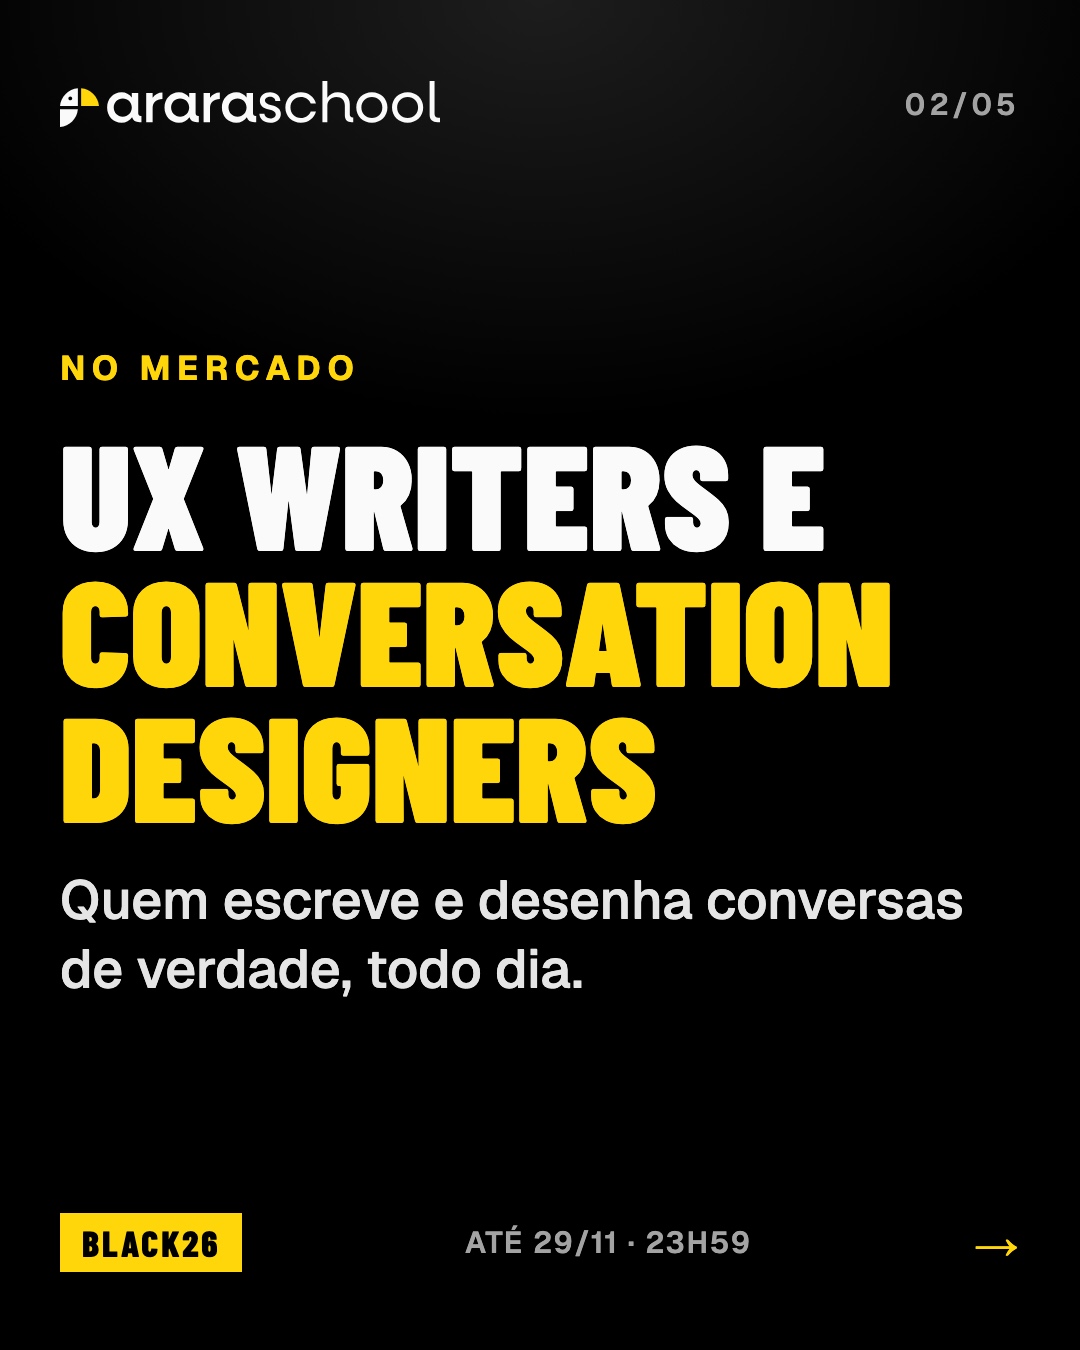 araraschool
02/05
NO MERCADO
UX WRITERS E
CONVERSATION
DESIGNERS
Quem escreve e desenha conversas
de verdade, todo dia.
BLACK26
ATÉ 29/11 · 23H59
→